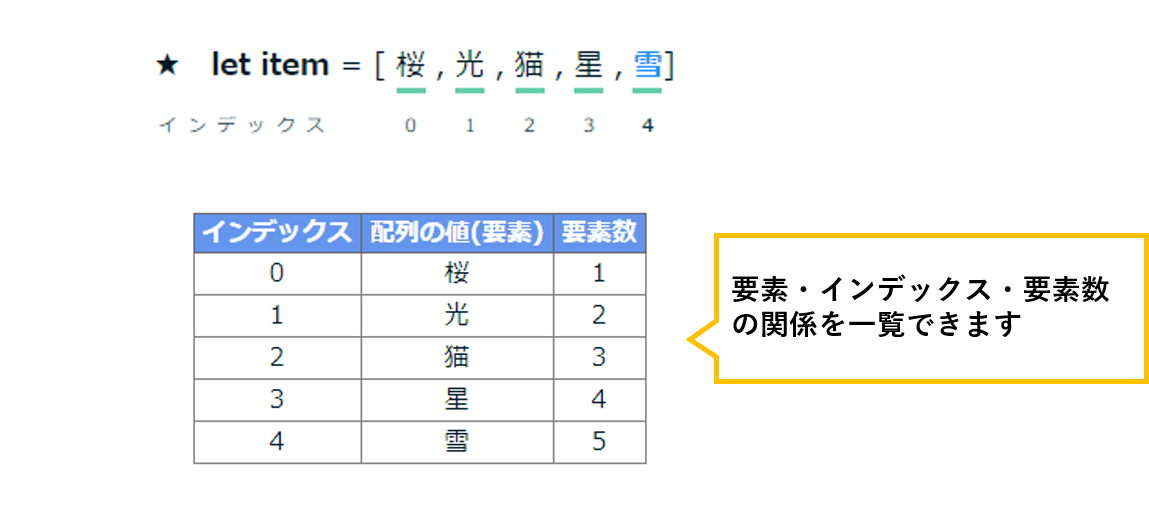 ★ let item = [ 桜 , 光 , 猫 , 星 , 雪]
インデックス 0 1 2 3 4
インデックス 配列の値(要素) 要素数
0 桜 1
1 光 2
2 猫 3
3 星 4
4 雪 5
要素・インデックス・要素数
の関係を一覧できます